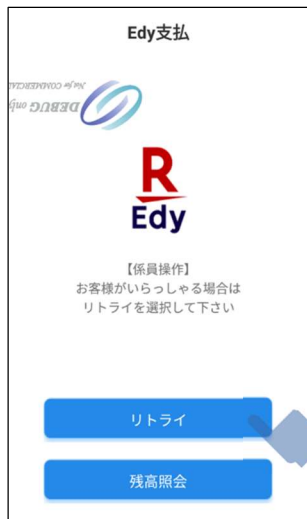 Edy支払
Not for COMMERCIAL
DEBUG only
R
Edy
【係員操作】
お客様がいらっしゃる場合は
リトライを選択して下さい
リトライ
残高照会